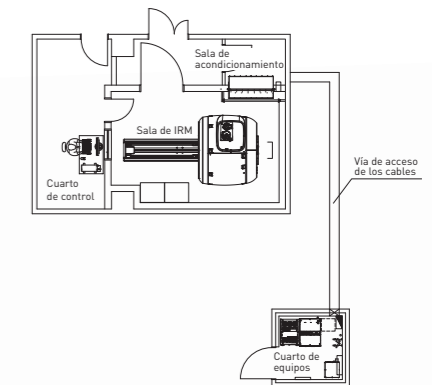 Sala de
acondicionamiento
Sala de IRM
Vía de acceso
de los cables
Cuarto
de control
Cuarto de
equipos